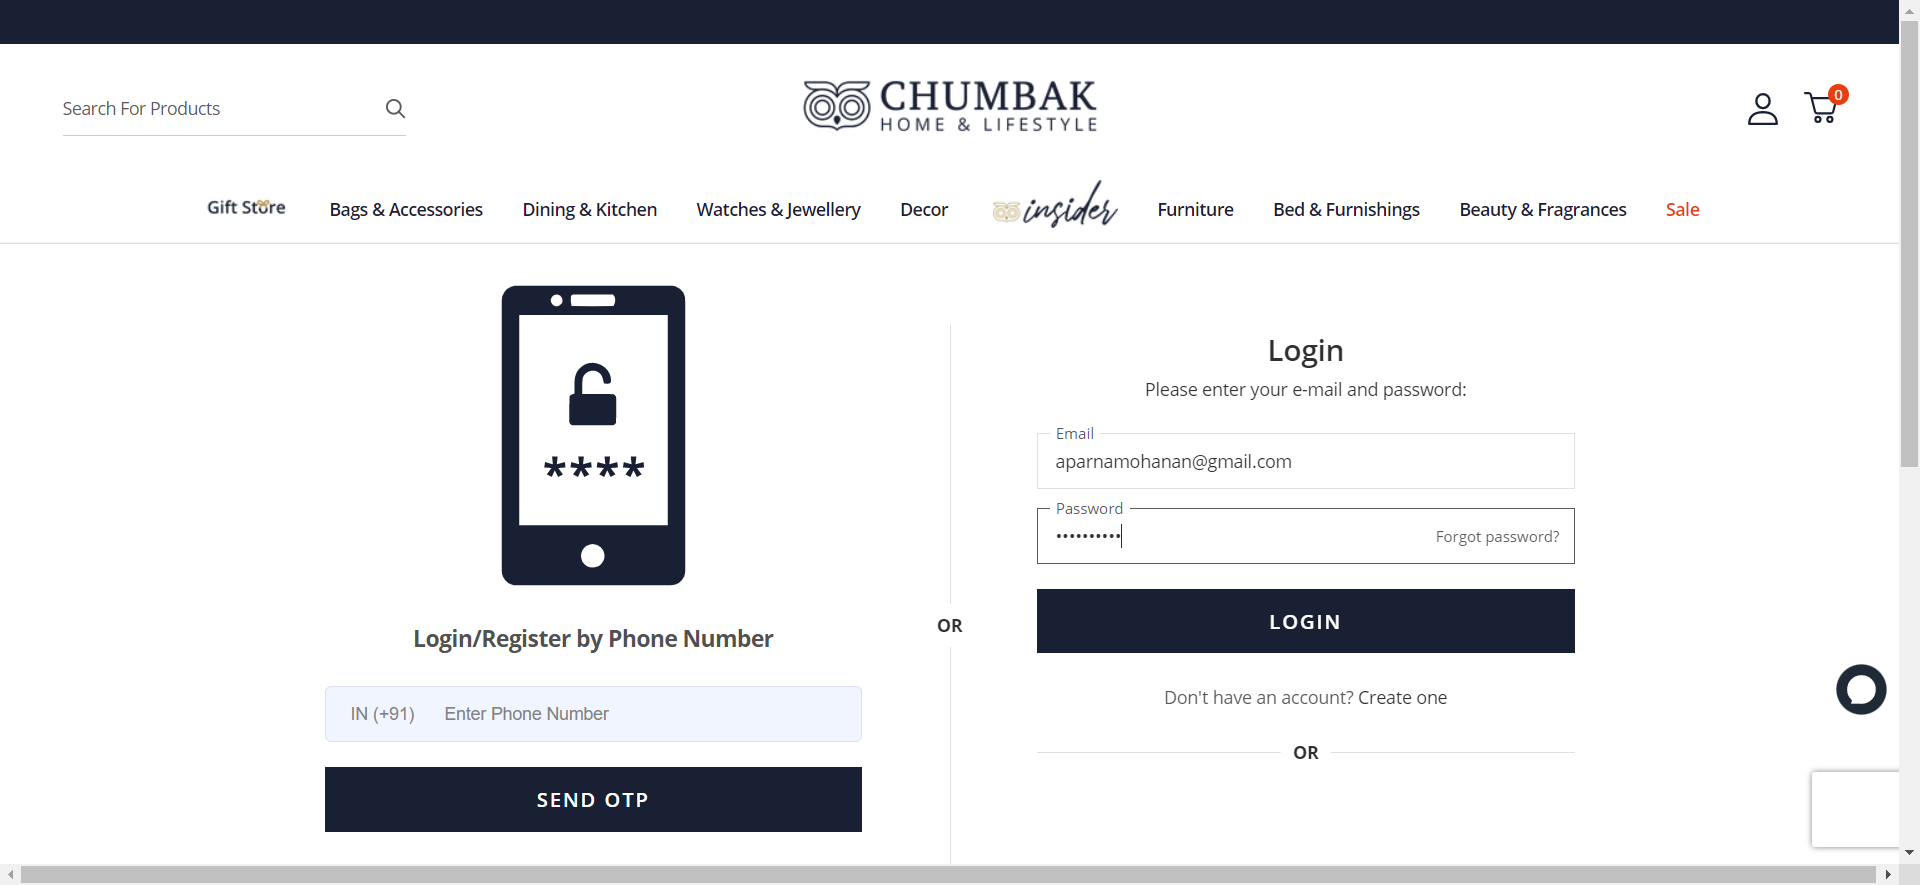 Search For Products
CHUMBAK
HOME & LIFESTYLE
0
Gift Store
Bags & Accessories
Dining & Kitchen
Watches & Jewellery
Decor
insider
Furniture
Bed & Furnishings
Beauty & Fragrances
Sale
****
Login/Register by Phone Number
IN (+91) Enter Phone Number
SEND OTP
OR
Login
Please enter your e-mail and password:
Email
aparnamohanan@gmail.com
Password
•••••••••• Forgot password?
LOGIN
Don't have an account? Create one
OR